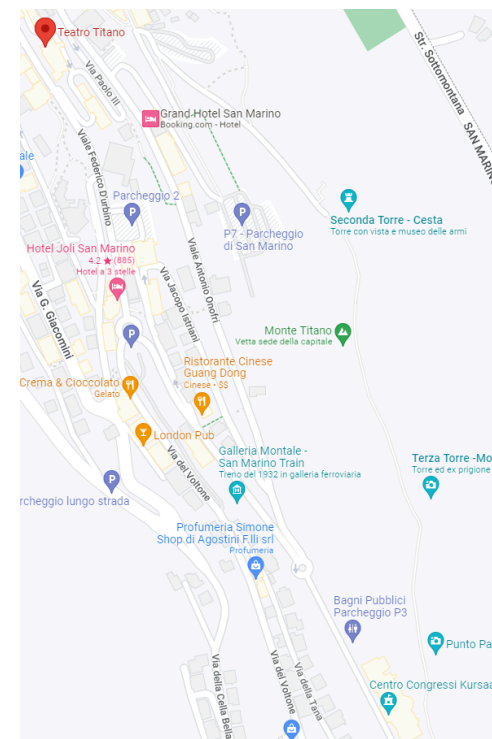 Teatro Titano
Via Paolo III
Str. Sottomontana
SAN MARINO
Grand Hotel San Marino
Booking.com - Hotel
Viale Federico D'urbino
Parcheggio 2
P7 - Parcheggio
di San Marino
Seconda Torre - Cesta
Torre con vista e museo delle armi
Hotel Joli San Marino
4.2 ★ (885)
Hotel a 3 stelle
Viale Antonio Onofri
Via Jacopo Istriani
Via G. Giacomini
Monte Titano
Vetta sede della capitale
Ristorante Cinese
Guang Dong
Cinese • $$
Crema & Cioccolato
Gelato
London Pub
Via del Voltone
Galleria Montale -
San Marino Train
Treno del 1932 in galleria ferroviaria
Terza Torre -Mo
Torre ed ex prigione
rcheggio lungo strada
Profumeria Simone
Shop di Agostini F.lli srl
Profumeria
Bagni Pubblici
Parcheggio P3
Punto Pa
Via della Cella Bella
Via del Voltone
Via della Tana
Centro Congressi Kursaa